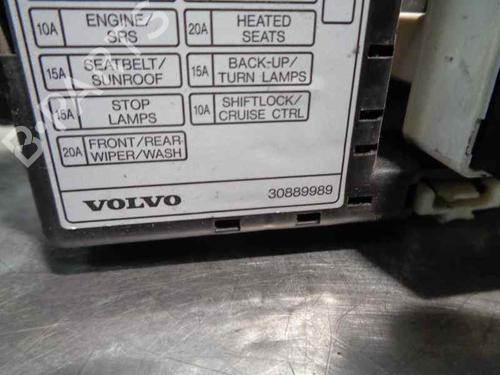 10A ENGINE/
SRS
20A HEATED
SEATS
15A SEATBELT/
SUNROOF
15A BACK-UP/
TURN LAMPS
15A STOP
LAMPS
10A SHIFTLOCK/
CRUISE CTRL
20A FRONT/REAR
WIPER/WASH
VOLVO 30889989
B-PARTS